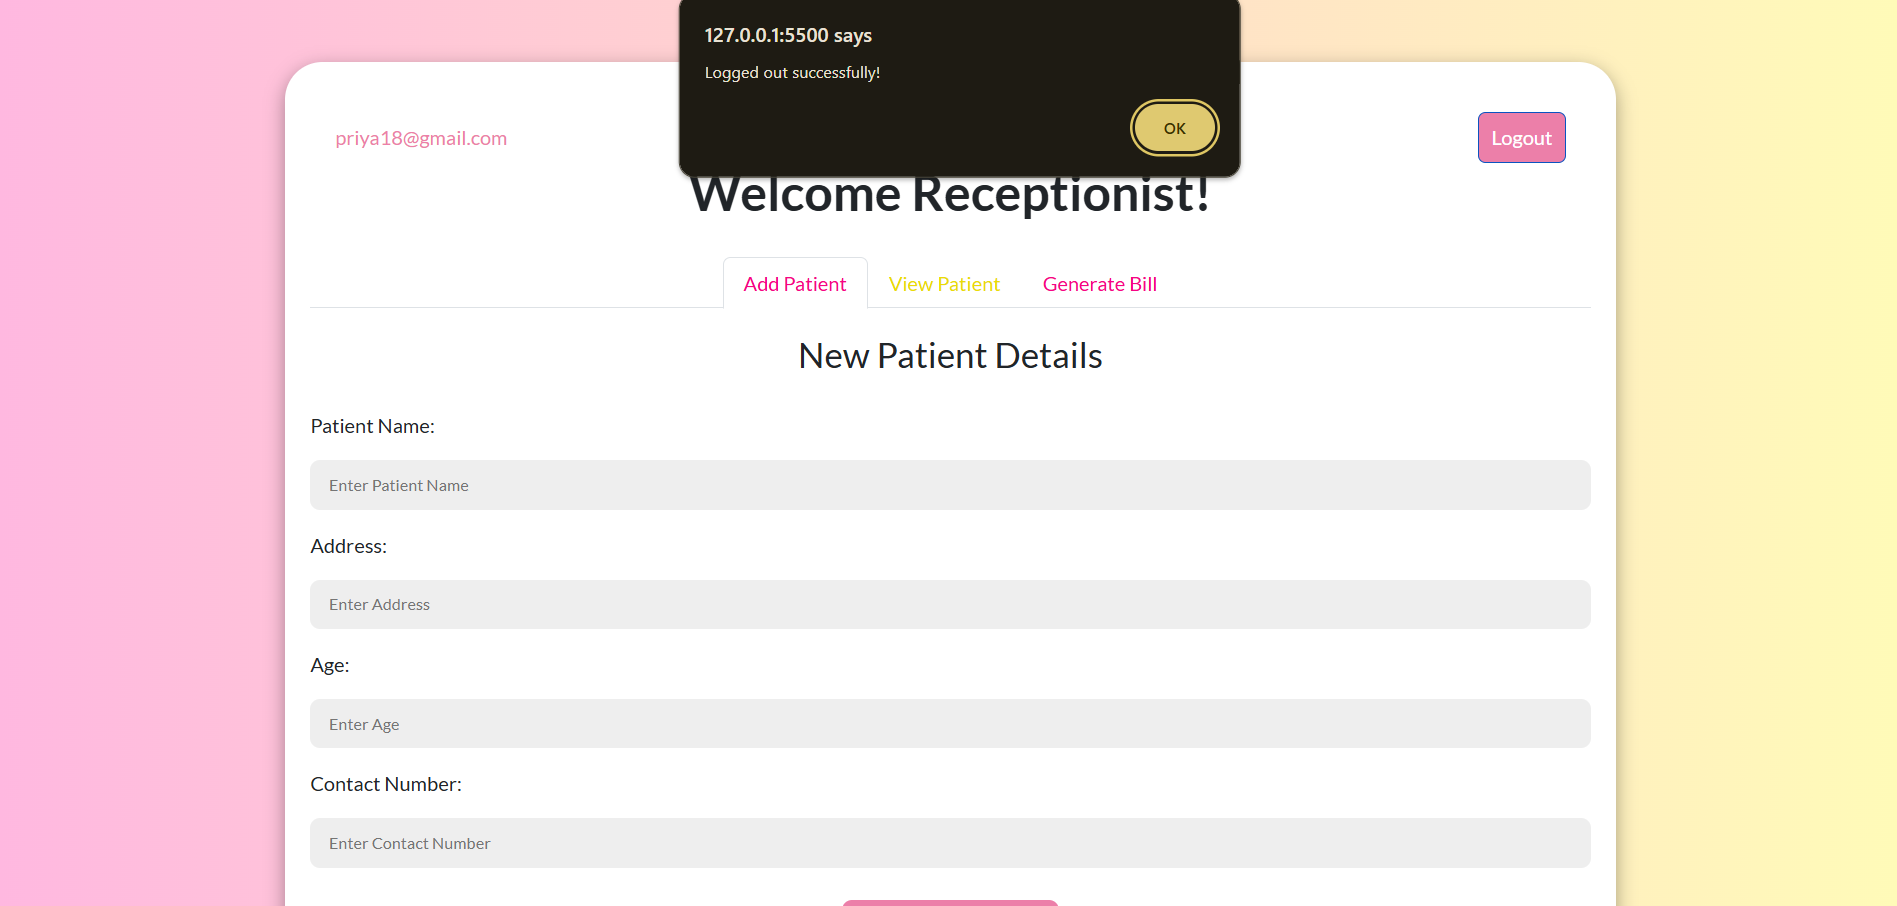 127.0.0.1:5500 says
Logged out successfully!
OK
priya18@gmail.com
Logout
Welcome Receptionist!
Add Patient
View Patient
Generate Bill
New Patient Details
Patient Name:
Enter Patient Name
Address:
Enter Address
Age:
Enter Age
Contact Number:
Enter Contact Number